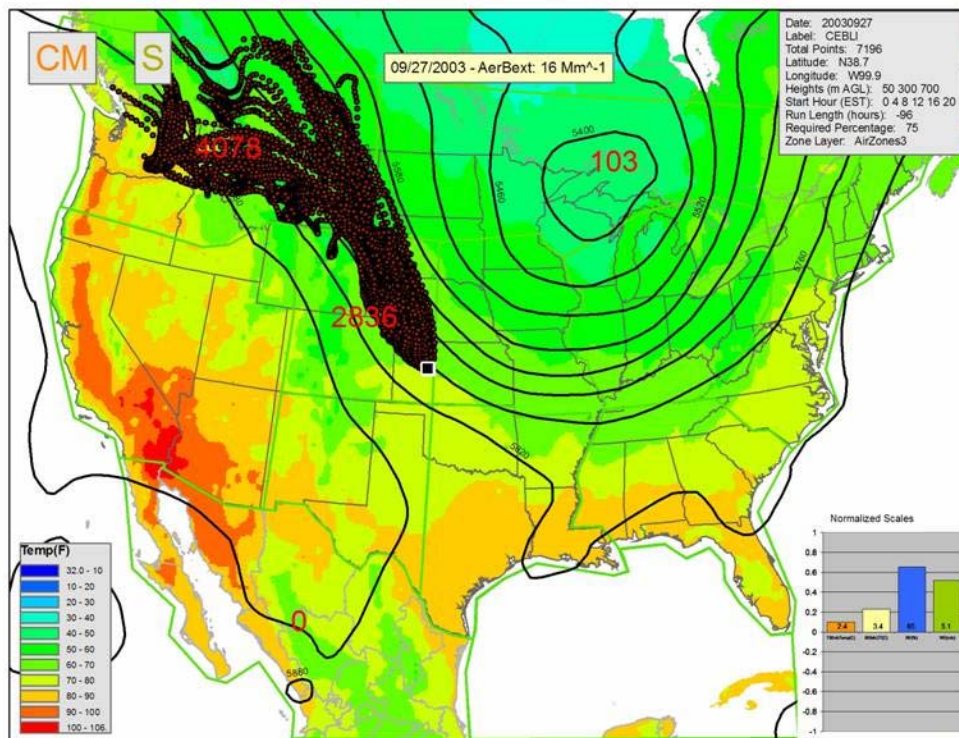 CM
S
09/27/2003 - AerBext: 16 Mm^-1
Date: 20030927
Label: CEBLI
Total Points: 7196
Latitude: N38.7
Longitude: W99.9
Heights (m AGL): 50 300 700
Start Hour (EST): 0 4 8 12 16 20
Run Length (hours): -96
Required Percentage: 75
Zone Layer: AirZones3
4078
103
2836
0
5400
5460
5520
5760
5820
5880
Temp(F)
32.0 - 10
10 - 20
20 - 30
30 - 40
40 - 50
50 - 60
60 - 70
70 - 80
80 - 90
90 - 100
100 - 106
Normalized Scales
1
0.8
0.6
0.4
0.2
0
-0.2
-0.4
-0.6
-0.8
-1
2.4
3.4
65
5.1